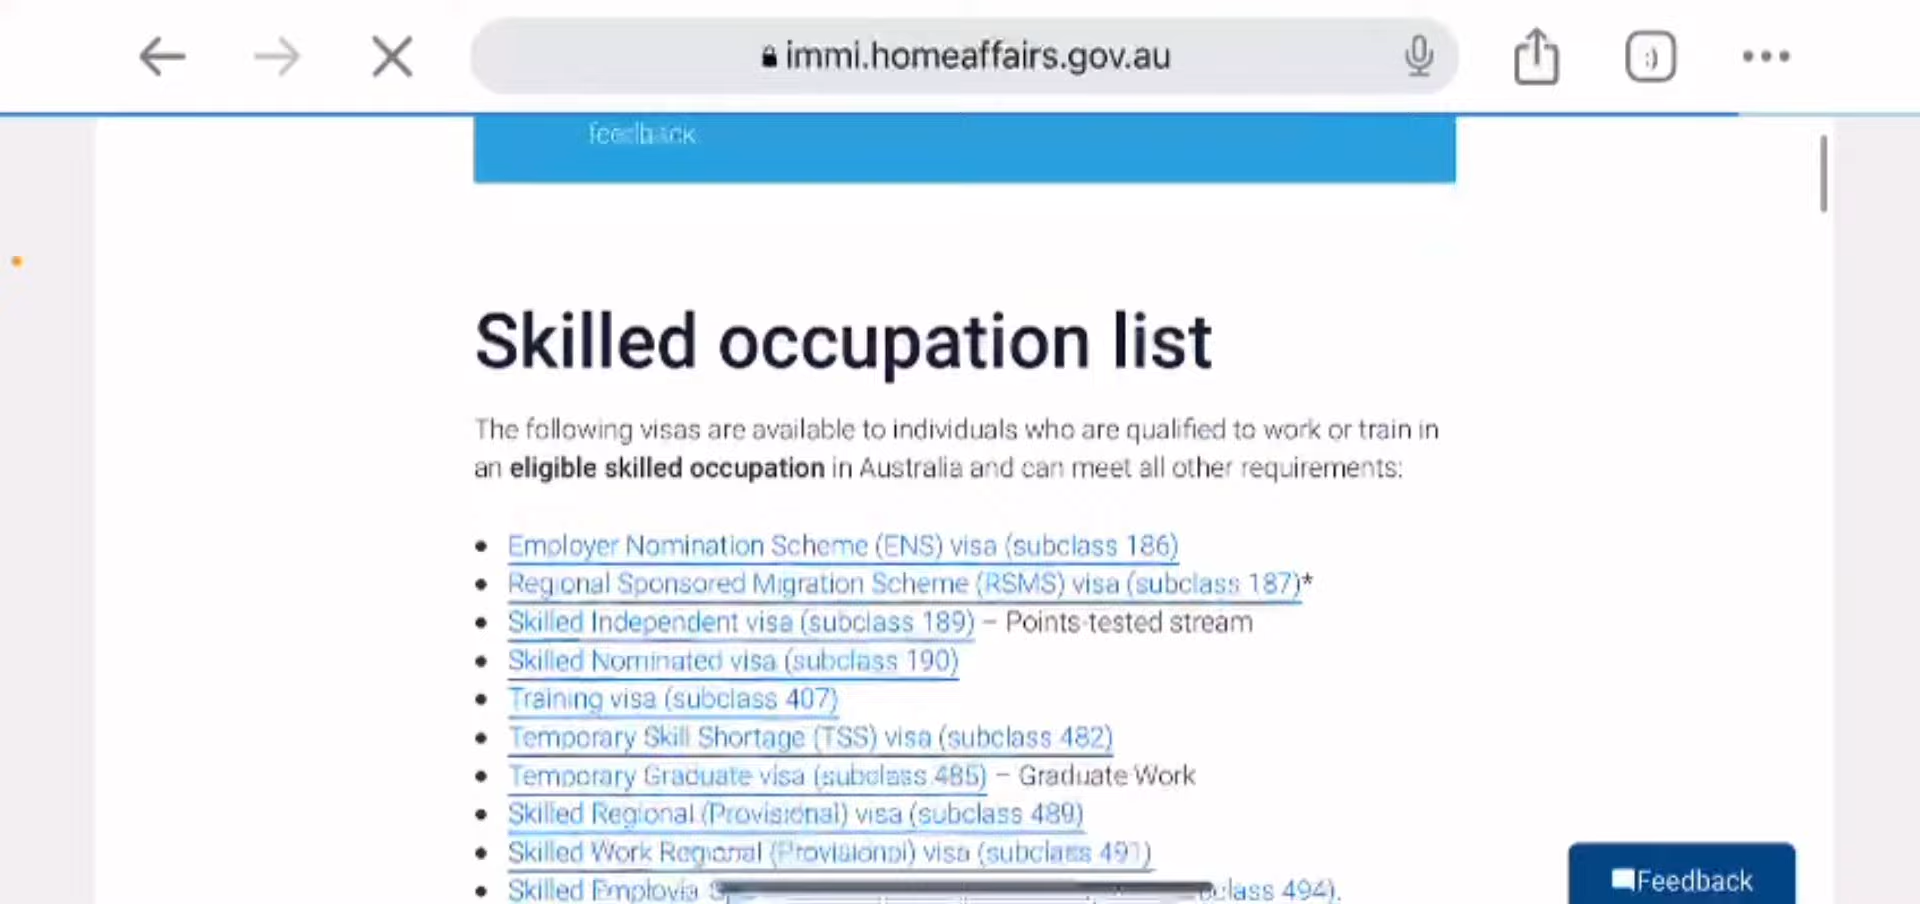 immi.homeaffairs.gov.au
:)
feedback
Skilled occupation list
The following visas are available to individuals who are qualified to work or train in
an eligible skilled occupation in Australia and can meet all other requirements:
Employer Nomination Scheme (ENS) visa (subclass 186)
Regional Sponsored Migration Scheme (RSMS) visa (subclass 187)*
Skilled Independent visa (subclass 189) – Points-tested stream
Skilled Nominated visa (subclass 190)
Training visa (subclass 407)
Temporary Skill Shortage (TSS) visa (subclass 482)
Temporary Graduate visa (subclass 485) – Graduate Work
Skilled Regional (Provisional) visa (subclass 489)
Skilled Work Regional (Provisional) visa (subclass 491)
Skilled 494).
Feedback